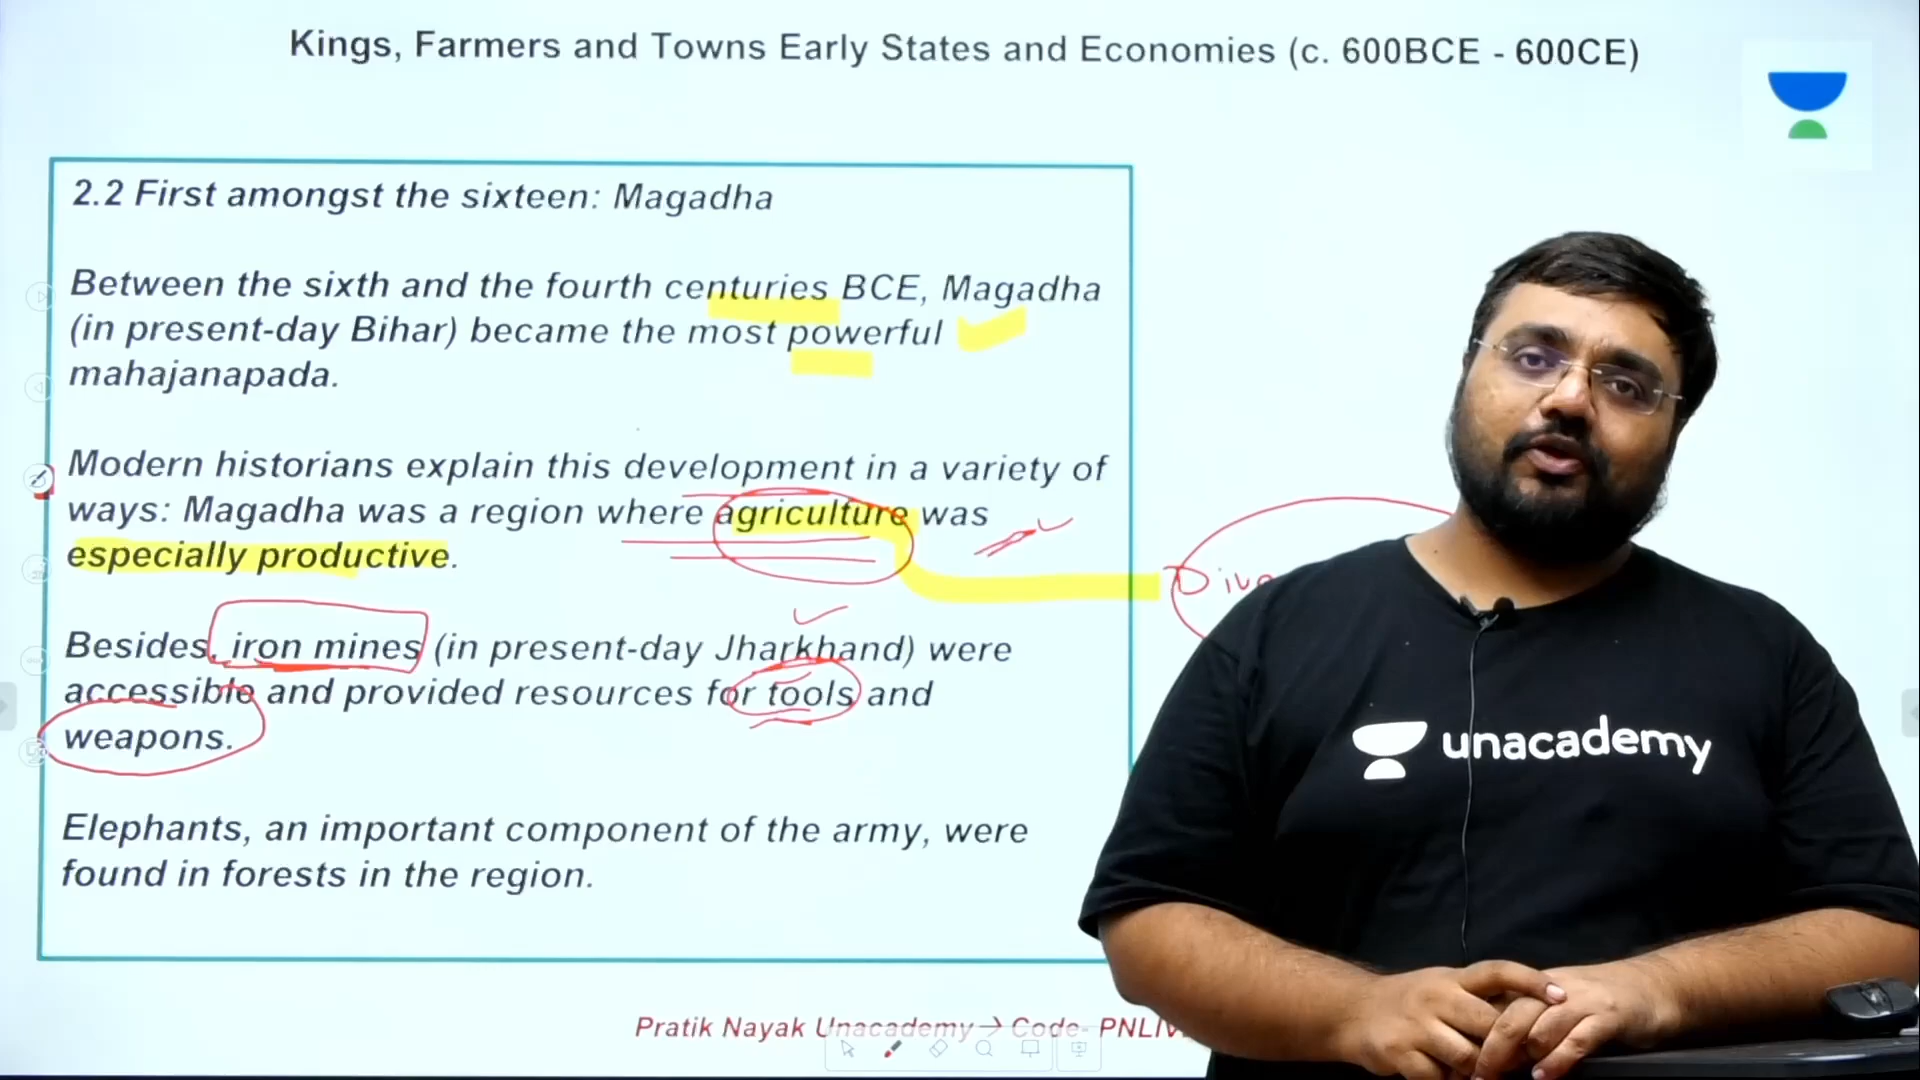 Kings, Farmers and Towns Early States and Economies (c. 600BCE - 600CE)
2.2 First amongst the sixteen: Magadha
Between the sixth and the fourth centuries BCE, Magadha
(in present-day Bihar) became the most powerful
mahajanapada.
Modern historians explain this development in a variety of
ways: Magadha was a region where agriculture was
especially productive.
Besides, iron mines (in present-day Jharkhand) were
accessible and provided resources for tools and
weapons.
Elephants, an important component of the army, were
found in forests in the region.
unacademy
Pratik Nayak Unacademy → Code- PNLIV